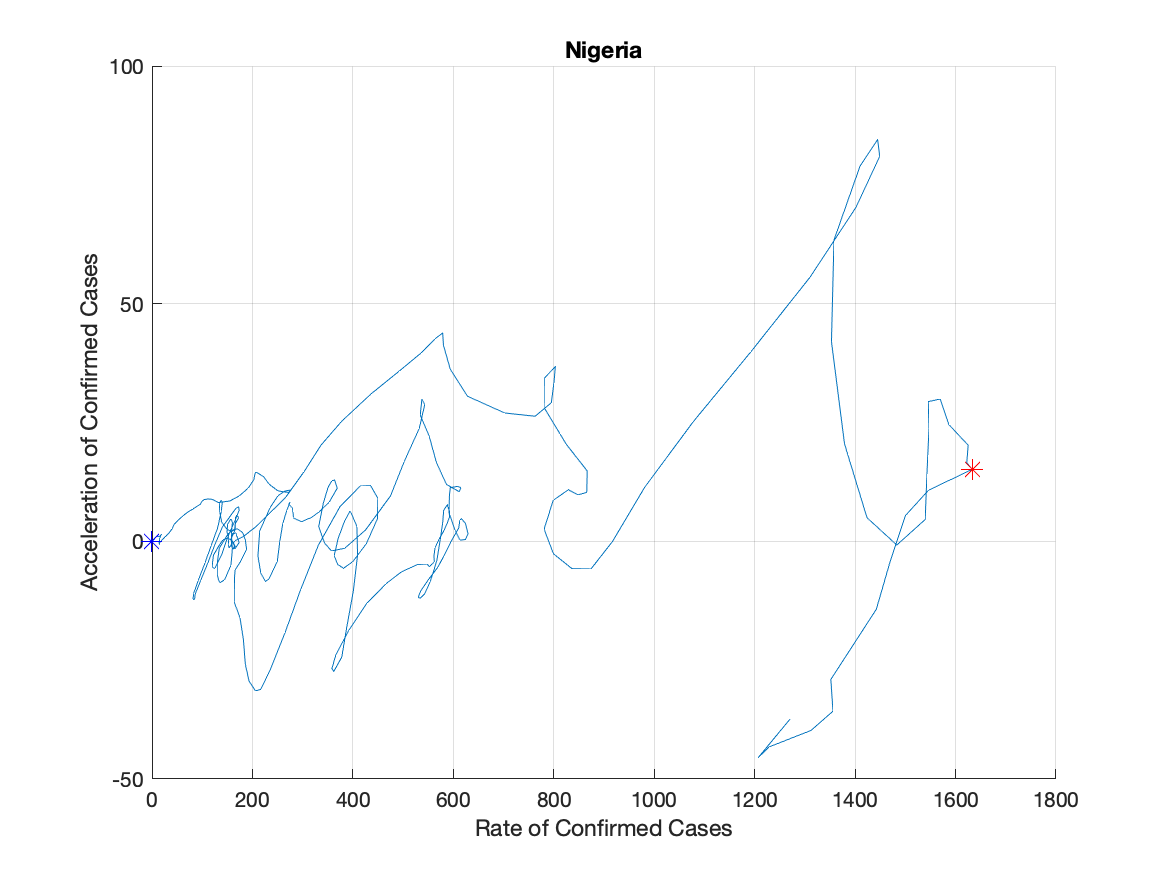 Nigeria
Acceleration of Confirmed Cases
100
50
0
-50
0 200 400 600 800 1000 1200 1400 1600 1800
Rate of Confirmed Cases